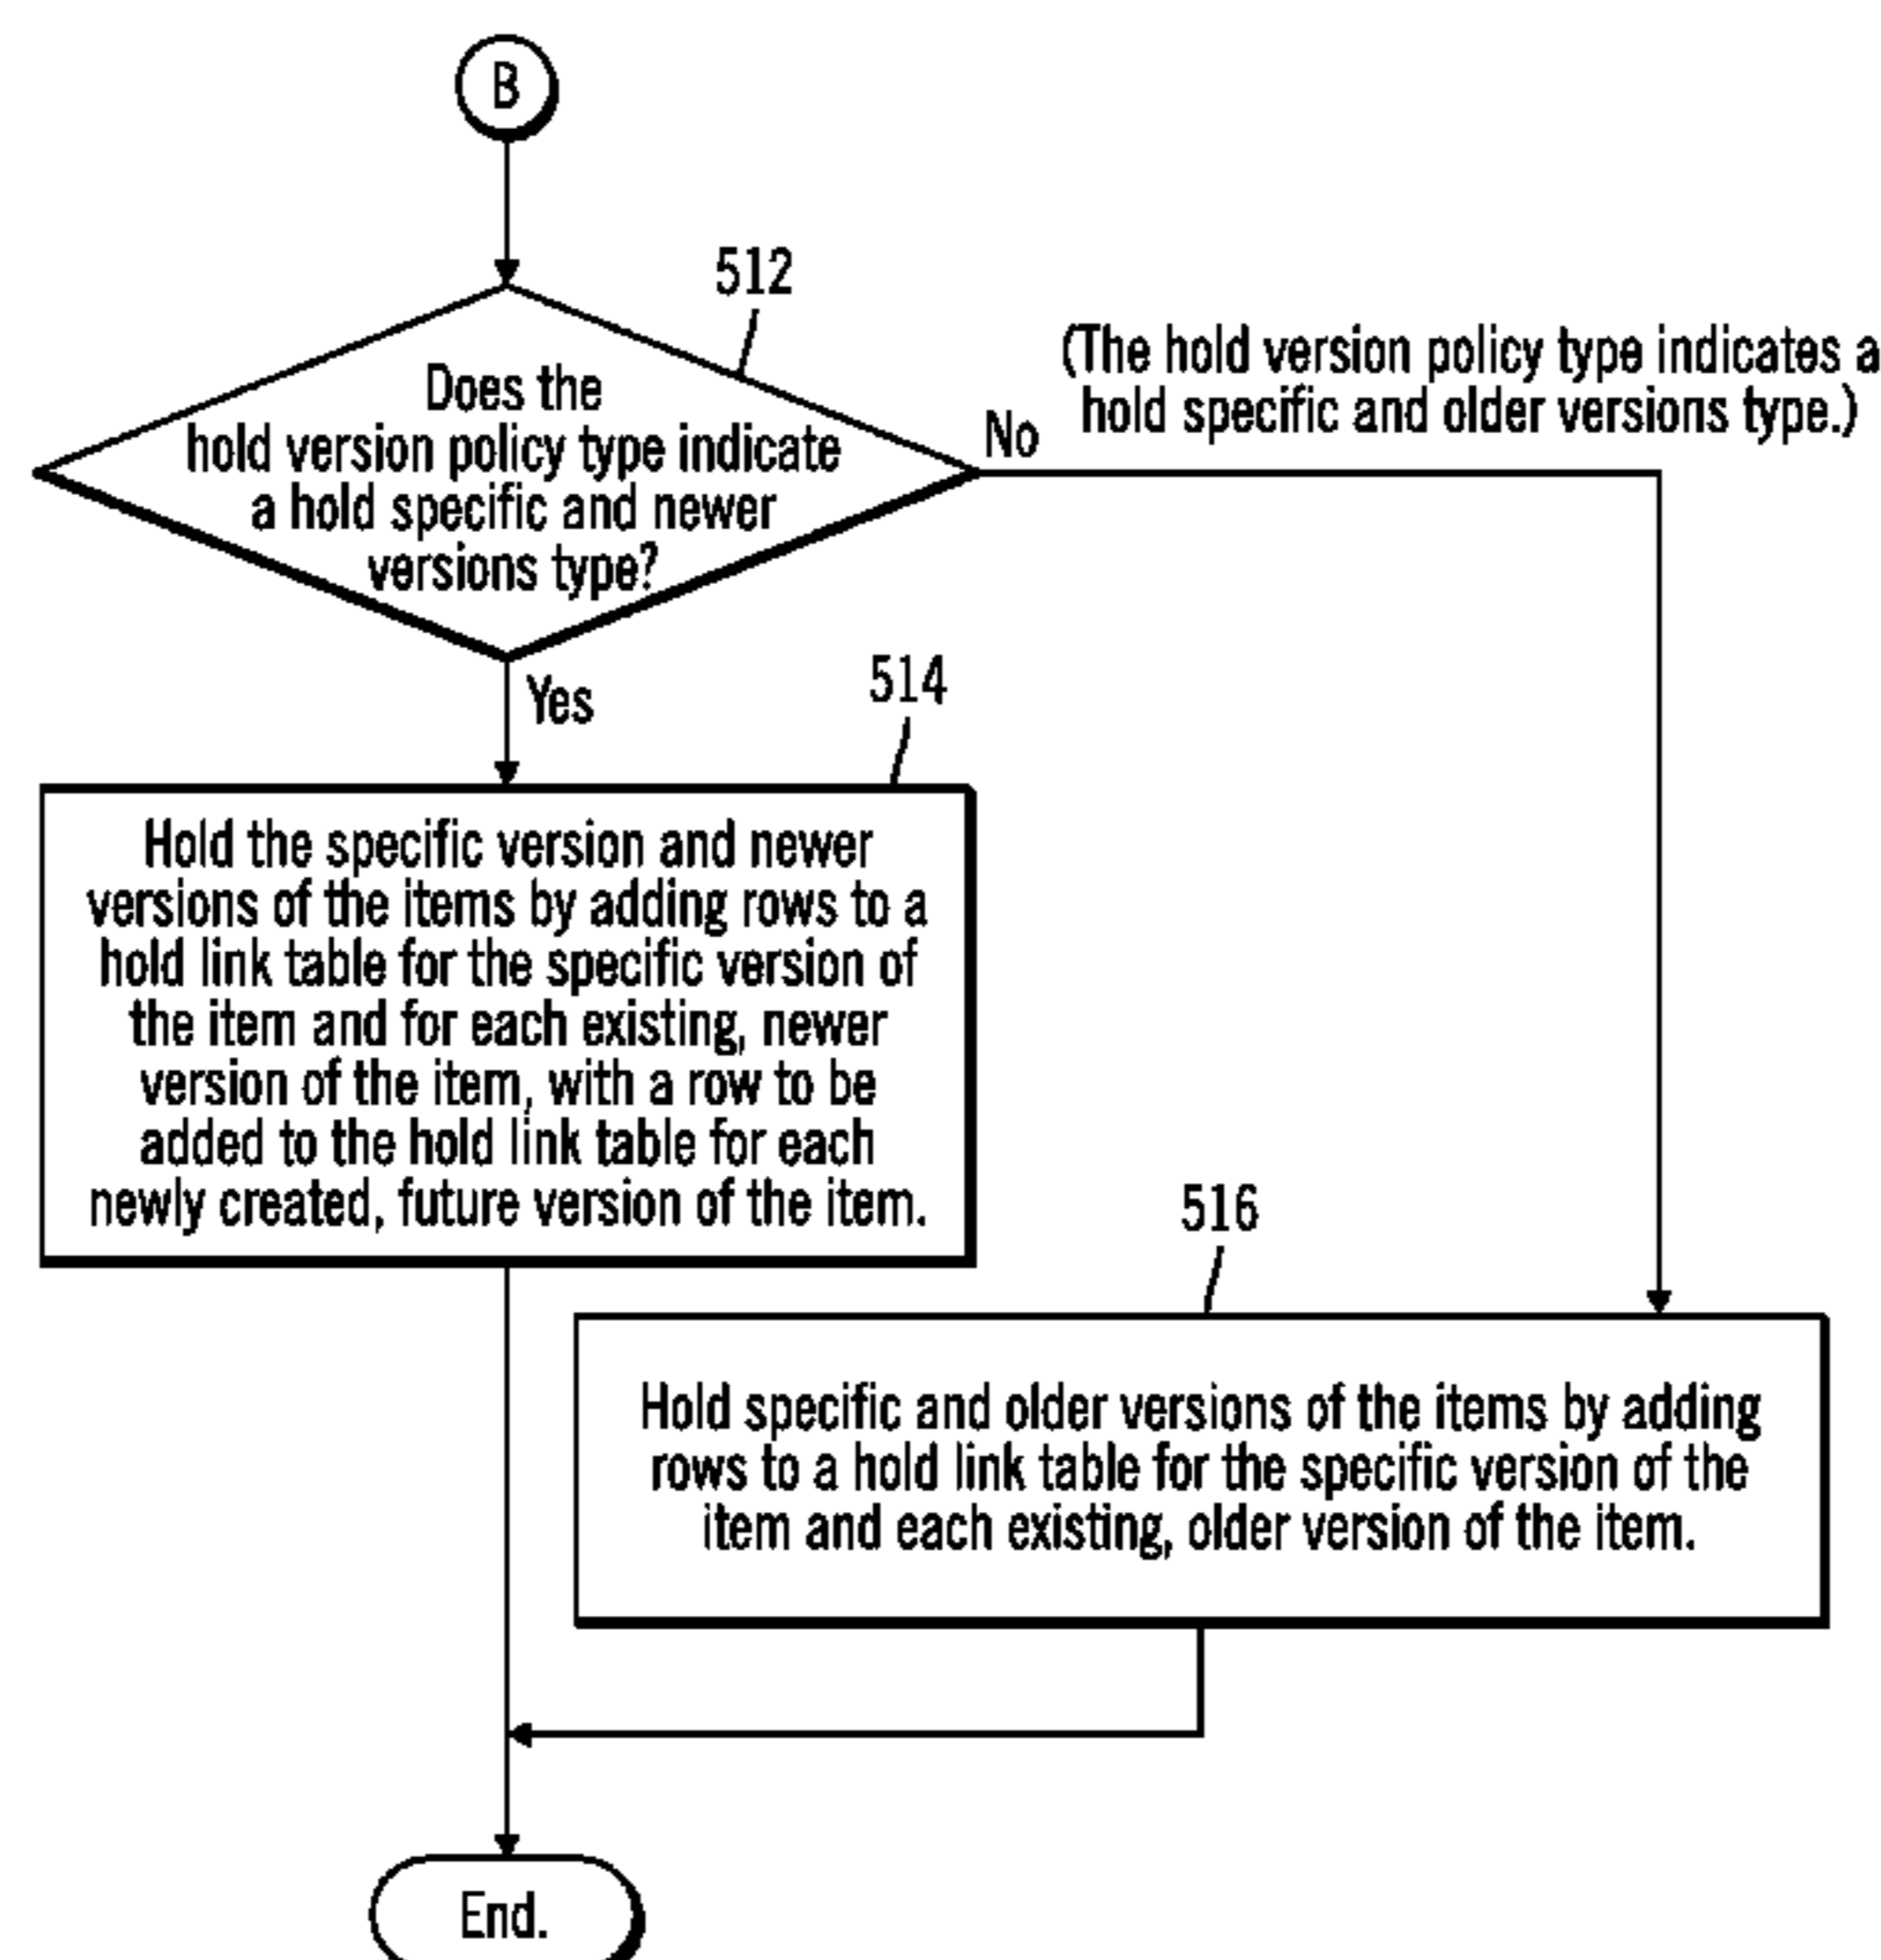 B
512
Does the
hold version policy type indicate
a hold specific and newer
versions type?
No
(The hold version policy type indicates a
hold specific and older versions type.)
Yes
514
Hold the specific version and newer
versions of the items by adding rows to a
hold link table for the specific version of
the item and for each existing, newer
version of the item, with a row to be
added to the hold link table for each
newly created, future version of the item.
516
Hold specific and older versions of the items by adding
rows to a hold link table for the specific version of the
item and each existing, older version of the item.
End.